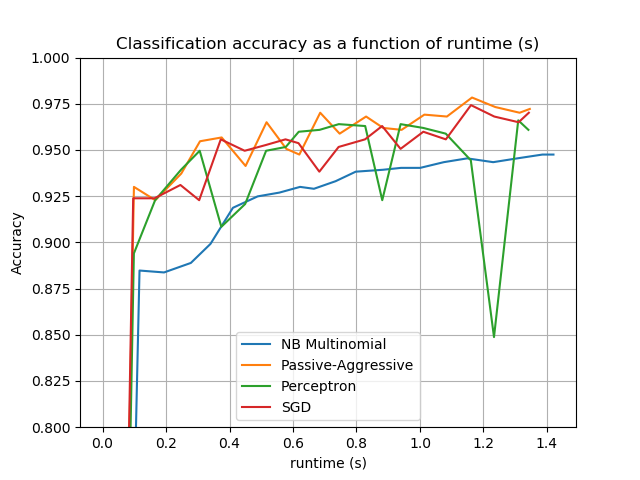 Classification accuracy as a function of runtime (s)
1.000
0.975
0.950
0.925
0.900
0.875
0.850
0.825
0.800
Accuracy
NB Multinomial
Passive-Aggressive
Perceptron
SGD
0.0 0.2 0.4 0.6 0.8 1.0 1.2 1.4
runtime (s)